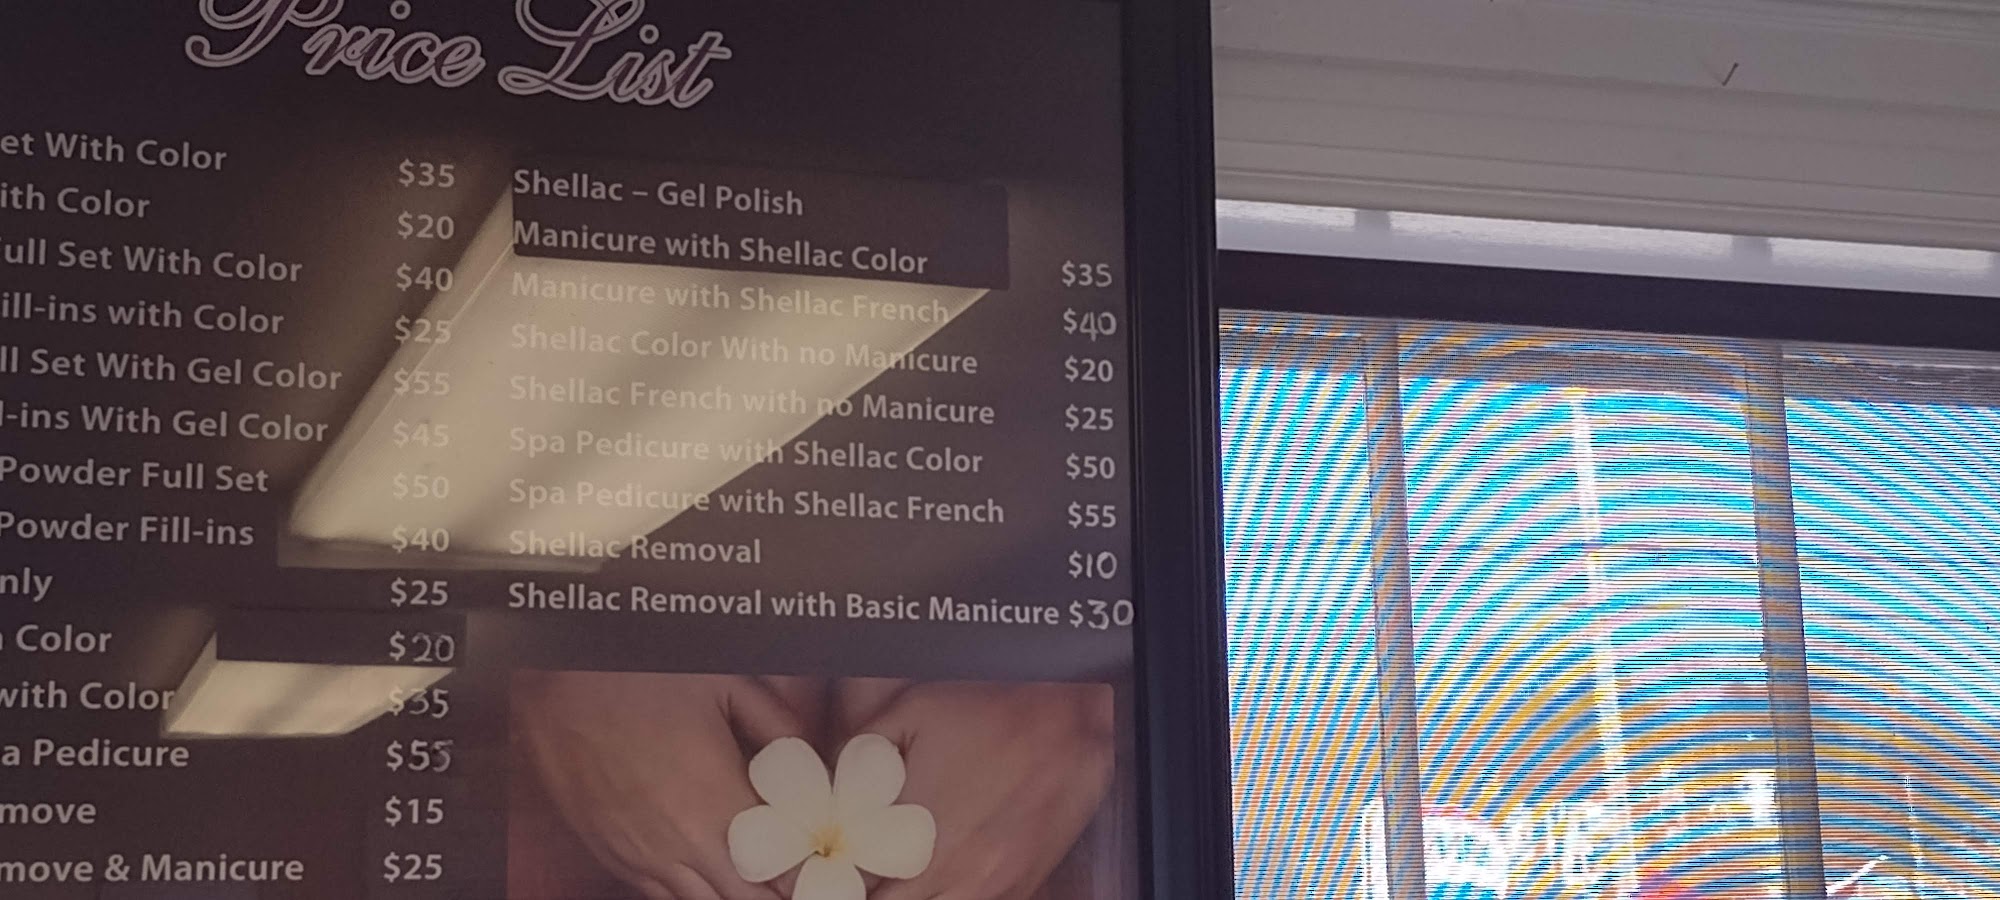 Price List
et With Color $35
ith Color $20
ull Set With Color $40
ill-ins with Color $25
ll Set With Gel Color $55
l-ins With Gel Color $45
Powder Full Set $50
Powder Fill-ins $40
nly $25
Color $20
with Color $35
a Pedicure $55
move $15
move & Manicure $25
Shellac – Gel Polish
Manicure with Shellac Color $35
Manicure with Shellac French $40
Shellac Color With no Manicure $20
Shellac French with no Manicure $25
Spa Pedicure with Shellac Color $50
Spa Pedicure with Shellac French $55
Shellac Removal $10
Shellac Removal with Basic Manicure $30